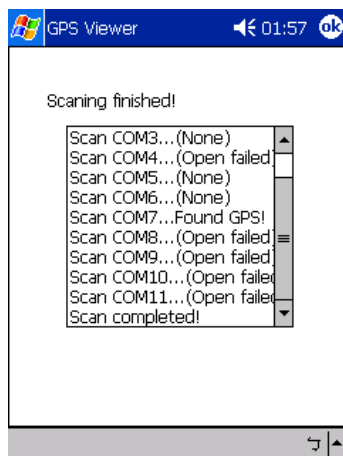 GPS Viewer 01:57 ok
Scaning finished!
Scan COM3...(None)
Scan COM4...(Open failed)
Scan COM5...(None)
Scan COM6...(None)
Scan COM7...Found GPS!
Scan COM8...(Open failed)
Scan COM9...(Open failed)
Scan COM10...(Open failed
Scan COM11...(Open failed
Scan completed!